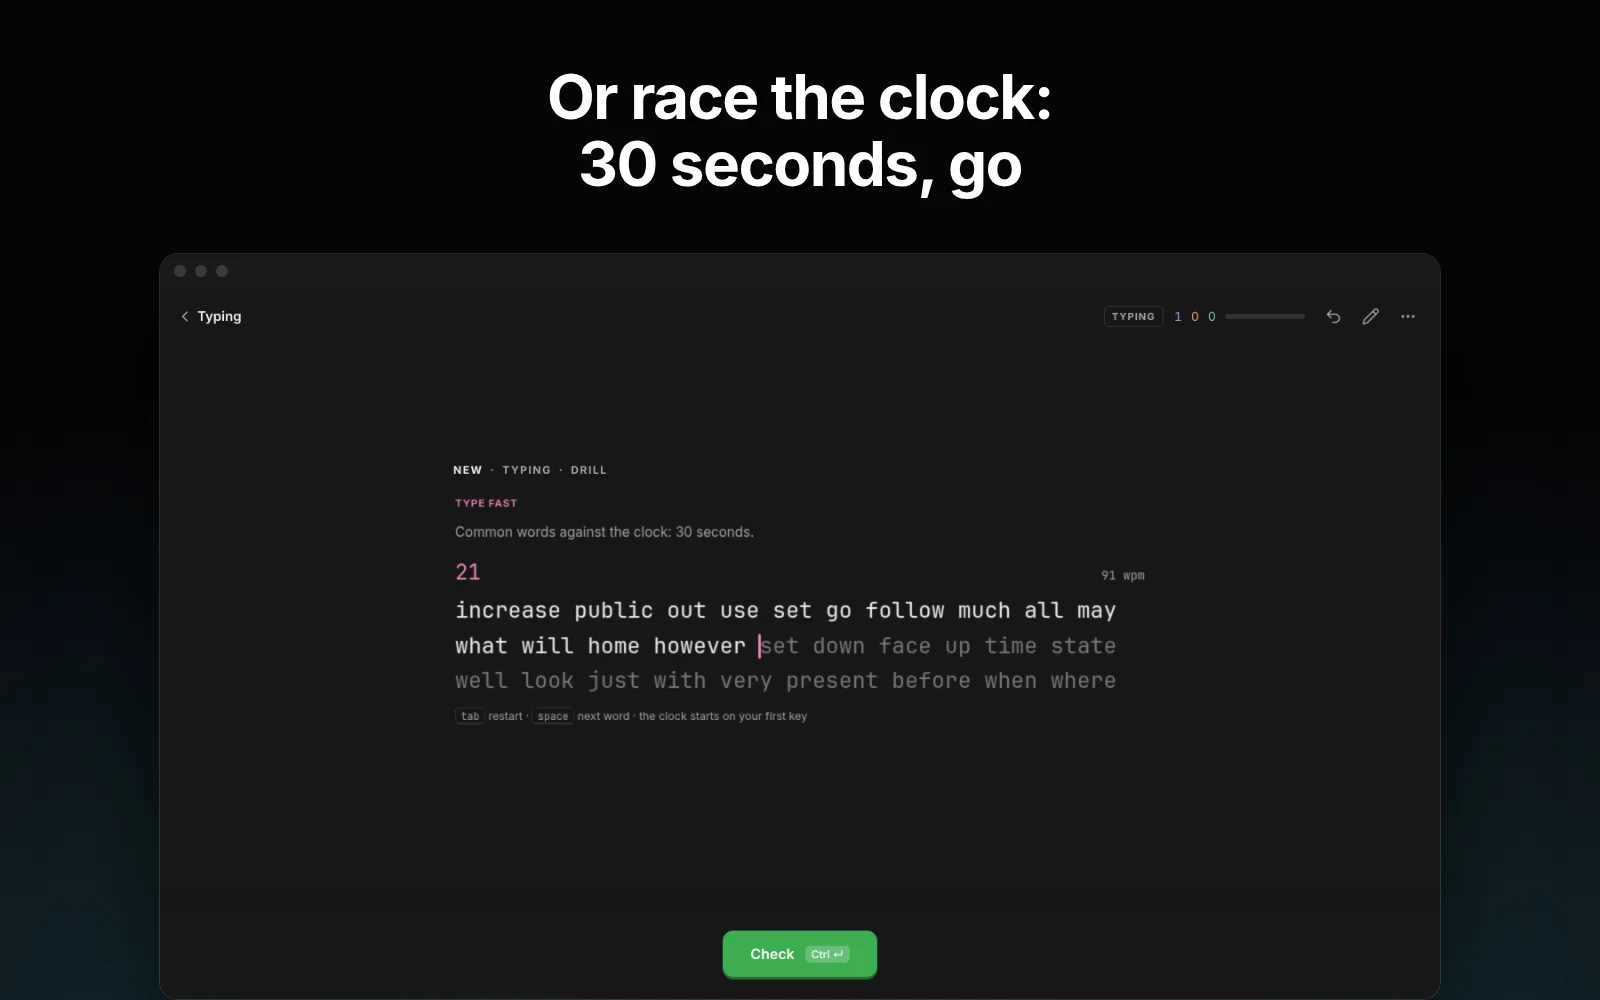 Or race the clock:
30 seconds, go
Typing
TYPING 1 0 0
NEW · TYPING · DRILL
TYPE FAST
Common words against the clock: 30 seconds.
21
91 wpm
increase public out use set go follow much all may
what will home however set down face up time state
well look just with very present before when where
tab restart · space next word · the clock starts on your first key
Check Ctrl ↵